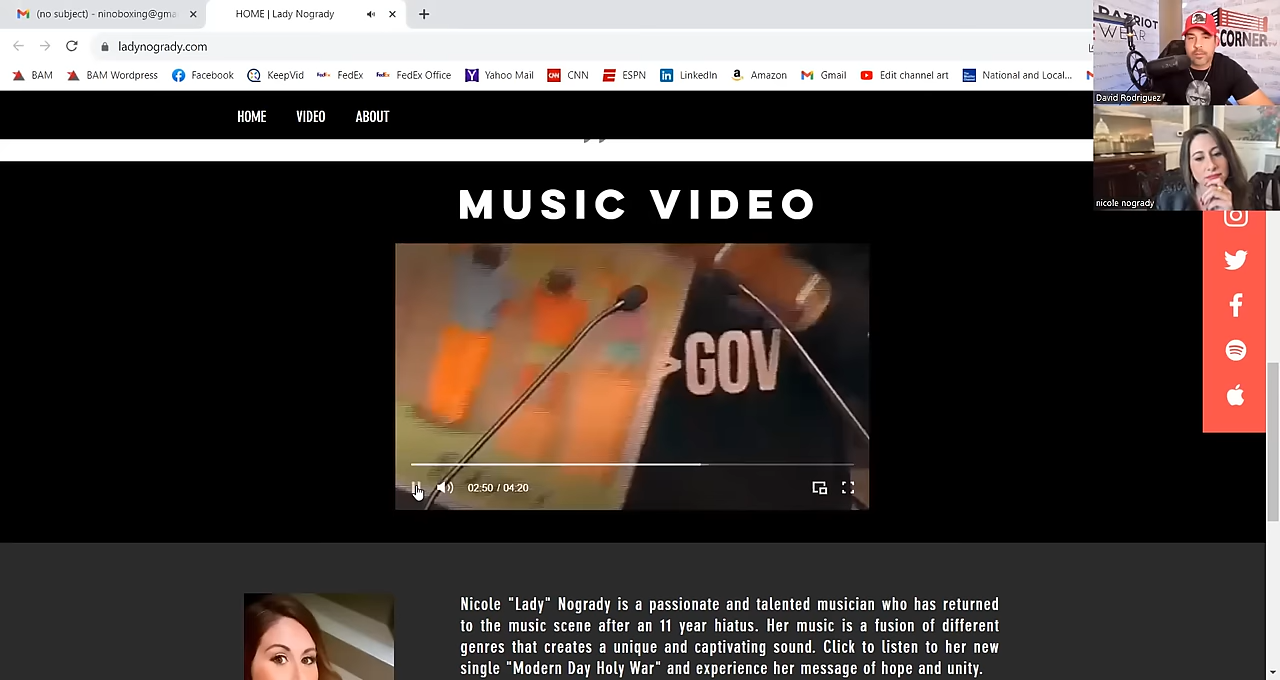 (no subject) - ninoboxing@gma
HOME | Lady Nogrady
ladynogrady.com
BAM
BAM Wordpress
Facebook
KeepVid
FedEx
FedEx Office
Yahoo Mail
CNN
ESPN
LinkedIn
Amazon
Gmail
Edit channel art
National and Local...
PATRIOT
WEAR
CORNER
David Rodriguez
nicole nogrady
HOME
VIDEO
ABOUT
MUSIC VIDEO
GOV
02:50 / 04:20
Nicole "Lady" Nogrady is a passionate and talented musician who has returned
to the music scene after an 11 year hiatus. Her music is a fusion of different
genres that creates a unique and captivating sound. Click to listen to her new
single "Modern Day Holy War" and experience her message of hope and unity.